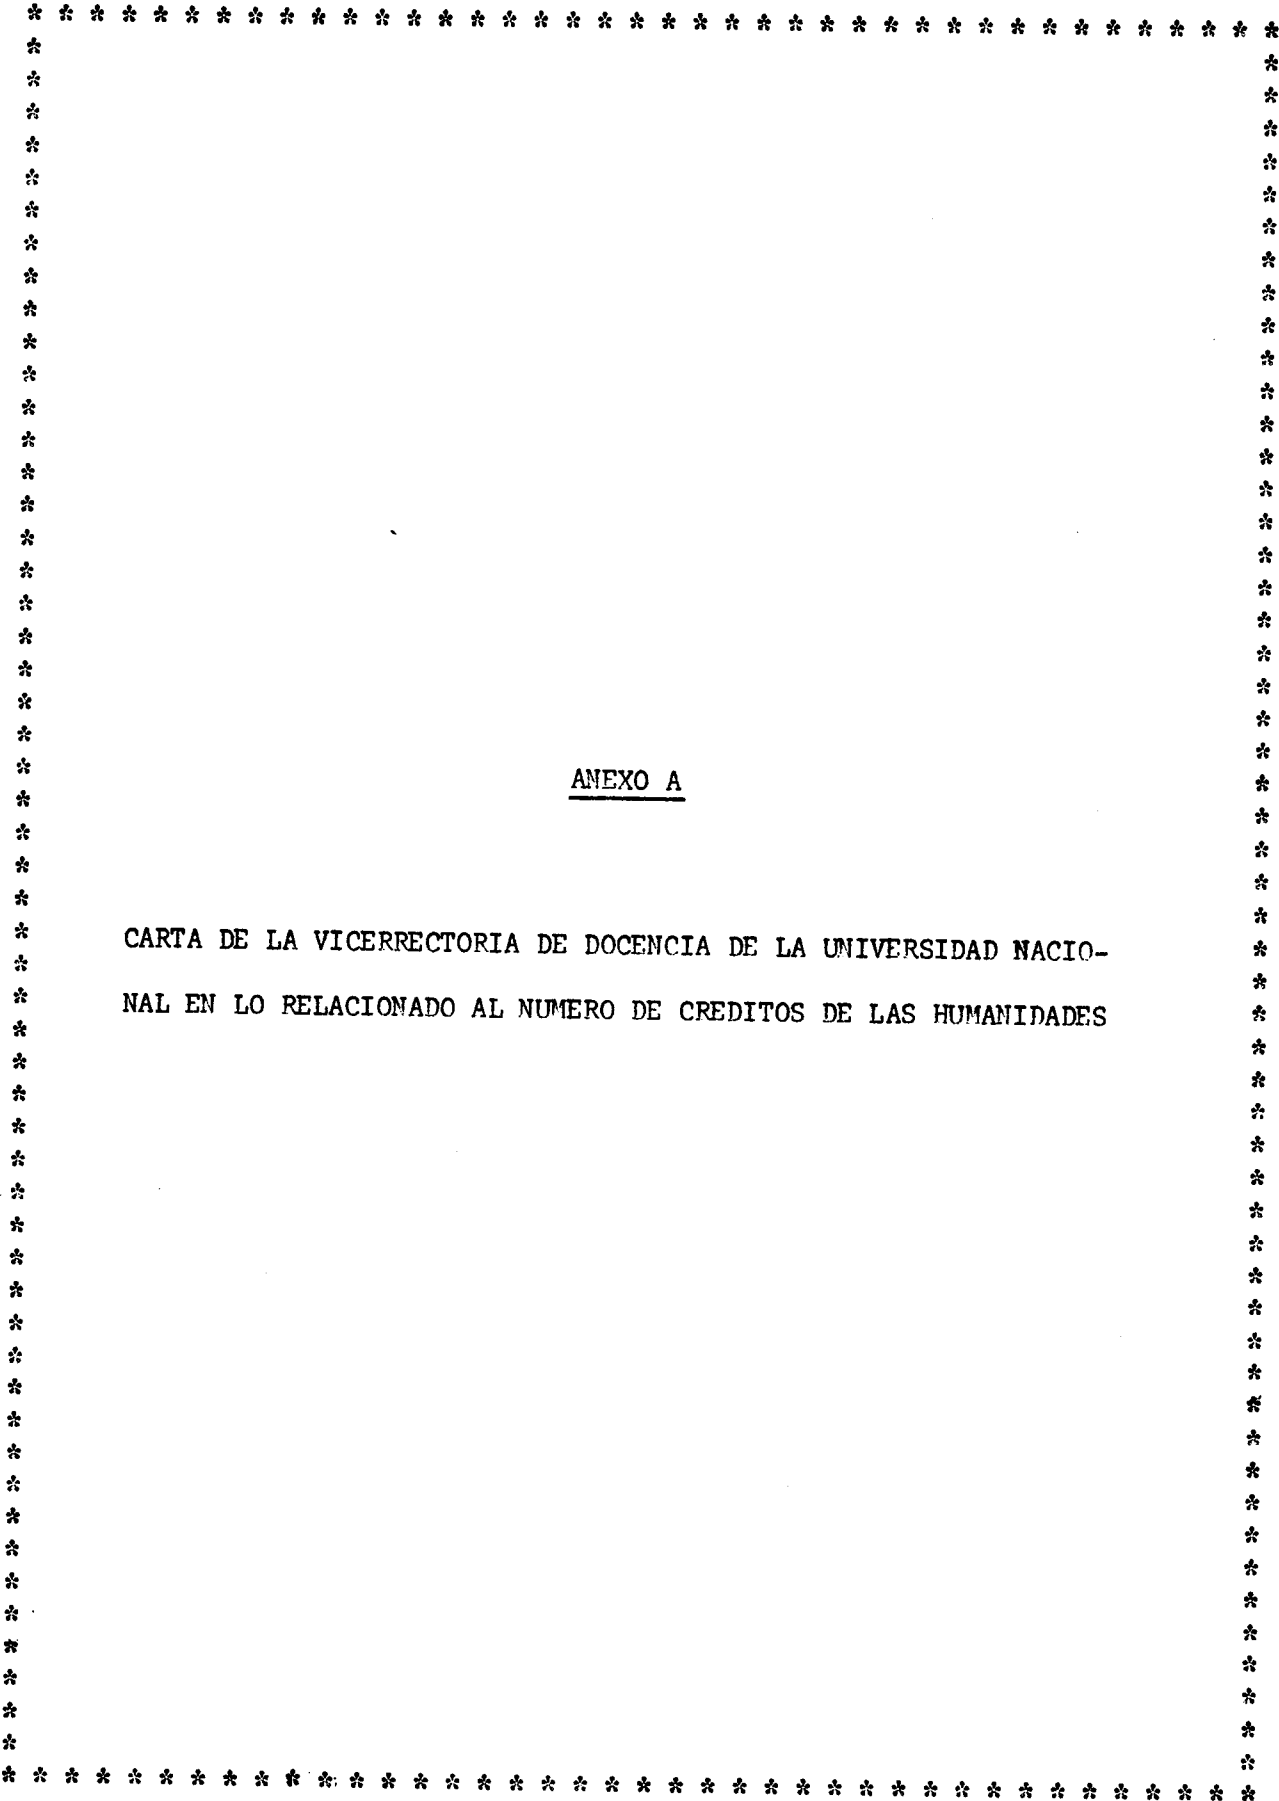 ANEXO A
CARTA DE LA VICERRECTORIA DE DOCENCIA DE LA UNIVERSIDAD NACIO-
NAL EN LO RELACIONADO AL NUMERO DE CREDITOS DE LAS HUMANIDADES